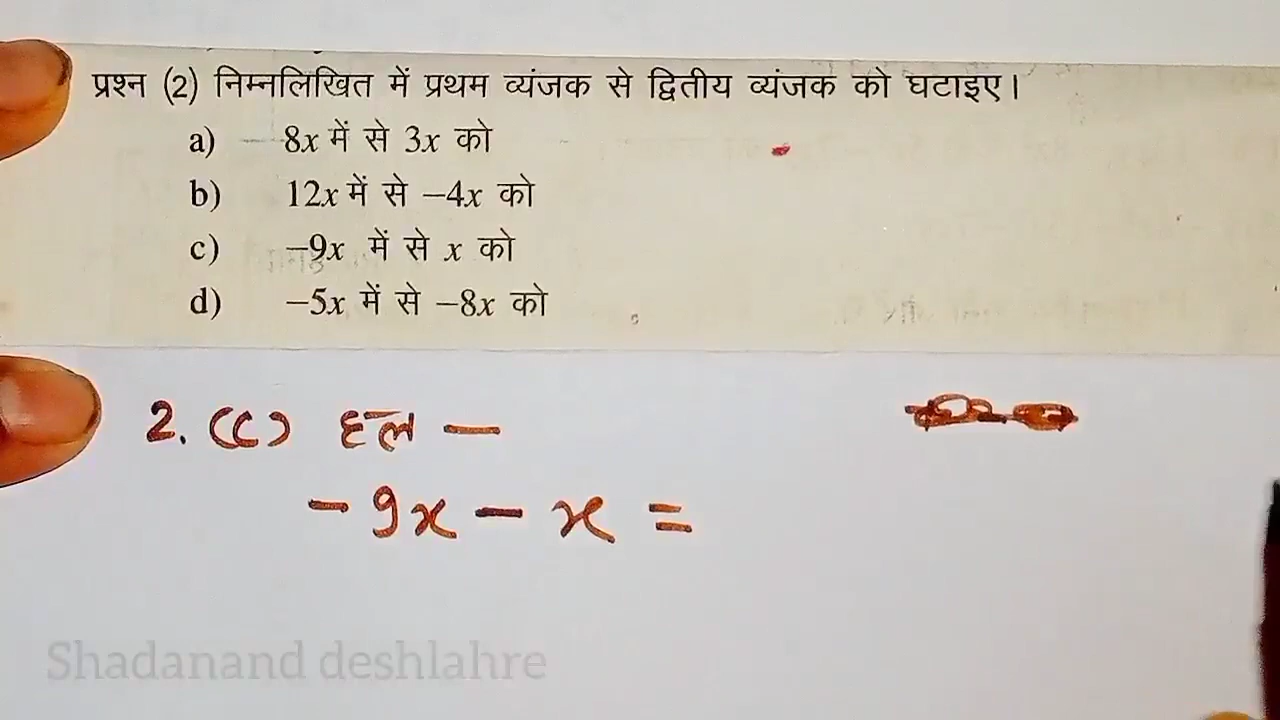 प्रश्न (2) निम्नलिखित में प्रथम व्यंजक से द्वितीय व्यंजक को घटाइए।
a) 8x में से 3x को
b) 12x में से –4x को
c) –9x में से x को
d) –5x में से –8x को
2. (C) हल –
- 9x - x =
Shadanand deshlahre